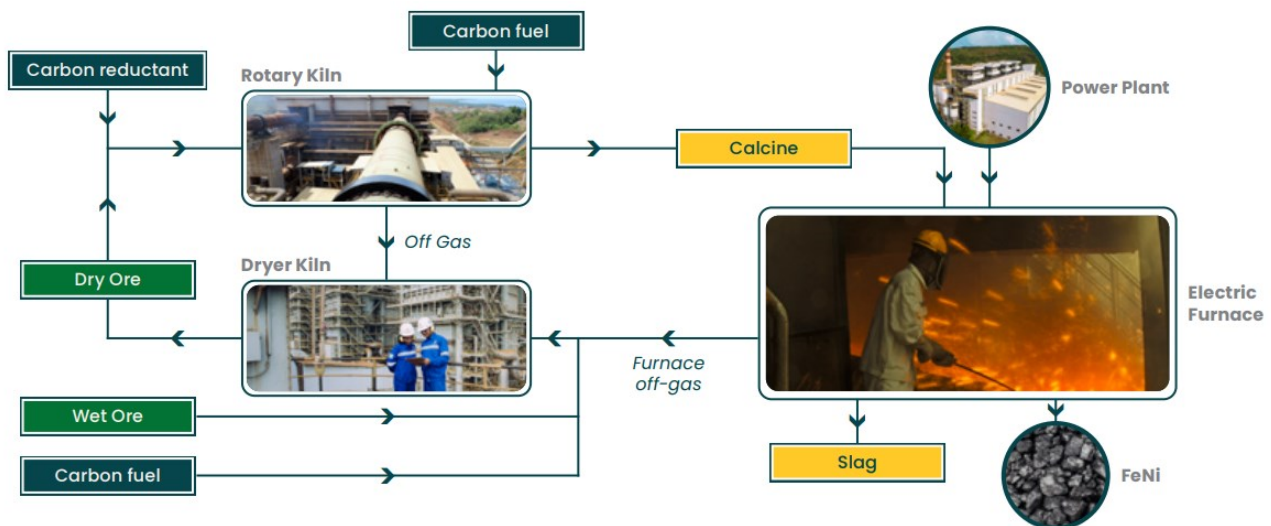 Carbon fuel
Carbon reductant
Rotary Kiln
Power Plant
Calcine
Off Gas
Dryer Kiln
Dry Ore
Electric
Furnace
Furnace
off-gas
Wet Ore
Slag
Carbon fuel
FeNi